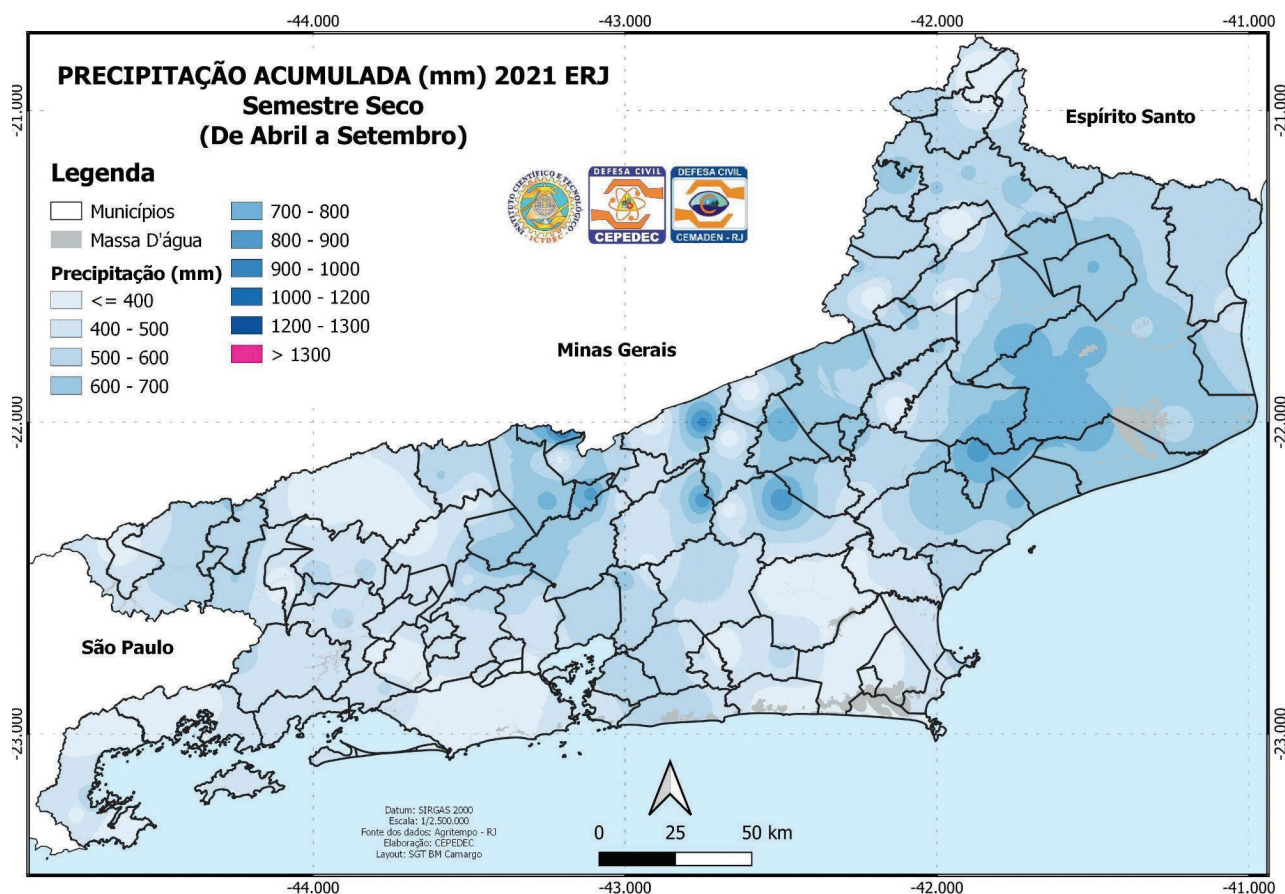 -44.000
-43.000
-42.000
-41.000
PRECIPITAÇÃO ACUMULADA (mm) 2021 ERJ
Semestre Seco
(De Abril a Setembro)
-21.000
-21.000
Espírito Santo
Legenda
Municípios
Massa D'água
Precipitação (mm)
<= 400
400 - 500
500 - 600
600 - 700
700 - 800
800 - 900
900 - 1000
1000 - 1200
1200 - 1300
> 1300
INSTITUTO CIENTÍFICO E TECNOLÓGICO
ICTDEC
DEFESA CIVIL
CEPEDEC
DEFESA CIVIL
CEMADEN - RJ
Minas Gerais
-22.000
-22.000
São Paulo
-23.000
-23.000
Datum: SIRGAS 2000
Escala: 1/2.500.000
Fonte dos dados: Agritempo - RJ
Elaboração: CEPEDEC
Layout: SGT BM Camargo
0 25 50 km
-44.000
-43.000
-42.000
-41.000